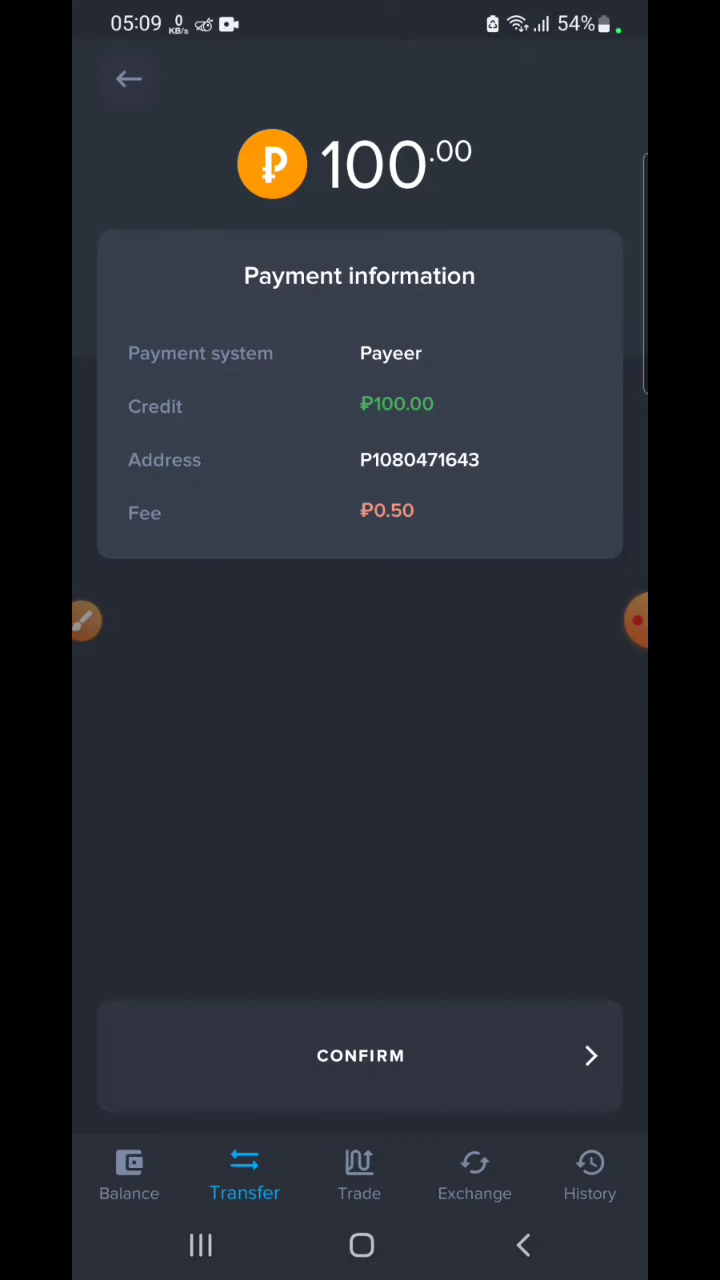 05:09 0 KB/s 54%
₽ 100.00
Payment information
Payment system Payeer
Credit ₽100.00
Address P1080471643
Fee ₽0.50
CONFIRM
Balance Transfer Trade Exchange History